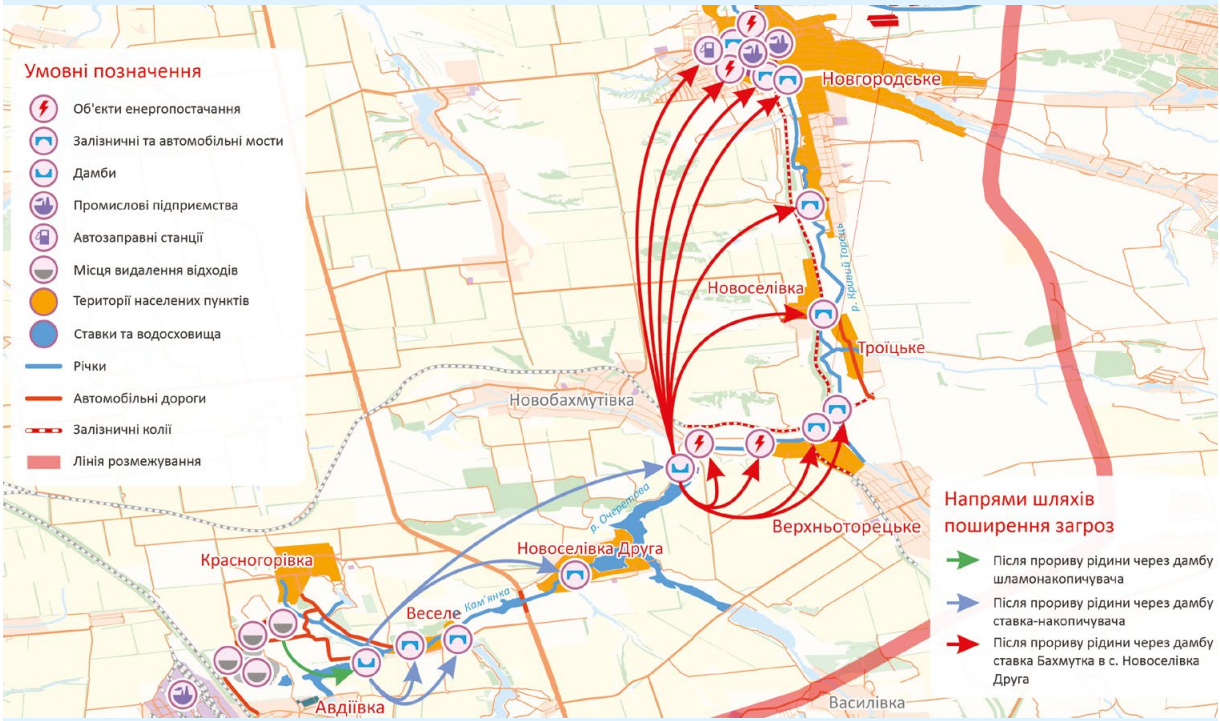 Умовні позначення
Об'єкти енергопостачання
Залізничні та автомобільні мости
Дамби
Промислові підприємства
Автозаправні станції
Місця видалення відходів
Території населених пунктів
Ставки та водосховища
Річки
Автомобільні дороги
Залізничні колії
Лінія розмежування
Новгородське
р. Кривий Торець
Новоселівка
Троїцьке
Новобахмутівка
р. Очеретова
Верхньоторецьке
Новоселівка Друга
Красногорівка
Веселе
Кам'янка
Авдіївка
Василівка
Напрями шляхів
поширення загроз
Після прориву рідини через дамбу
шламонакопичувача
Після прориву рідини через дамбу
ставка-накопичувача
Після прориву рідини через дамбу
ставка Бахмутка в с. Новоселівка
Друга